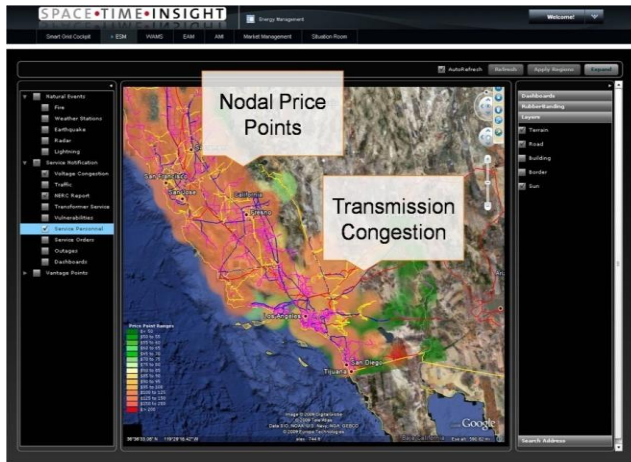 SPACE•TIME•INSIGHT
Energy Management
Welcome!
Smart Grid Cockpit
ESM
WAMS
EAM
AMI
Market Management
Situation Room
AutoRefresh
Refresh
Apply Regions
Expand
Natural Events
Fire
Weather Stations
Earthquake
Radar
Lightning
Service Notification
Voltage Congestion
Traffic
NERC Report
Transformer Service
Vulnerabilities
Service Personnel
Service Orders
Outages
Dashboards
Vantage Points
Nodal Price
Points
Transmission
Congestion
San Francisco
San Jose
California
Fresno
Los Angeles
San Diego
Tijuana
Price Point Ranges
Google
Dashboards
RubberBanding
Layers
Terrain
Road
Building
Border
Sun
Search Address